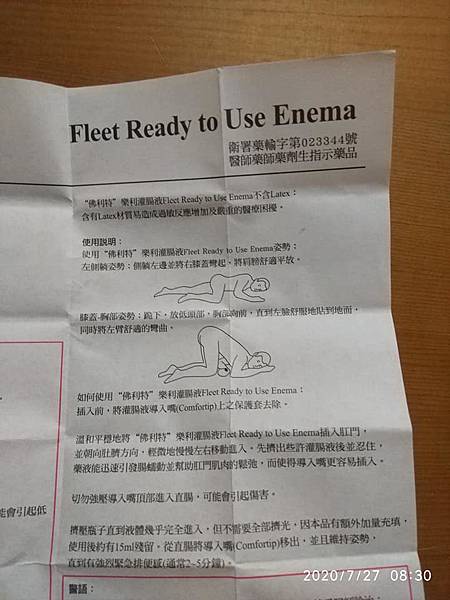 Fleet Ready to Use Enema
衛署藥輸字第023344號
醫師藥師藥劑生指示藥品
"佛利特"樂利灌腸液Fleet Ready to Use Enema不含Latex：
含有Latex材質易造成過敏反應增加及嚴重的醫療困擾。
使用說明：
使用"佛利特"樂利灌腸液Fleet Ready to Use Enema姿勢：
左側躺姿勢：側躺左邊並將右膝蓋彎起、將肩膀舒適平放。
膝蓋-胸部姿勢：跪下，放低頭部，胸部向前，直到左臉舒服地貼到地面，
同時將左臂舒適的彎曲。
如何使用"佛利特"樂利灌腸液Fleet Ready to Use Enema：
插入前，將灌腸液導入嘴(Comfortip)上之保護套去除。
溫和平穩地將"佛利特"樂利灌腸液Fleet Ready to Use Enema插入肛門，
並朝向肚臍方向，輕微地慢慢左右移動進入。先擠出些許灌腸液後並忍住，
藥液能迅速引發腸蠕動並幫助肛門肌肉的鬆弛，而使得導入嘴更容易插入。
切勿強壓導入嘴頂部進入直腸，可能會引起傷害。
能會引起低
擠壓瓶子直到液體幾乎完全進入，但不需要全部擠光，因本品有額外加量充填，
使用後約有15ml殘留。從直腸將導入嘴(Comfortip)移出，並且維持姿勢，
直到有強烈緊急排便感(通常2~5分鐘)。
警語：
2020/7/27 08:30